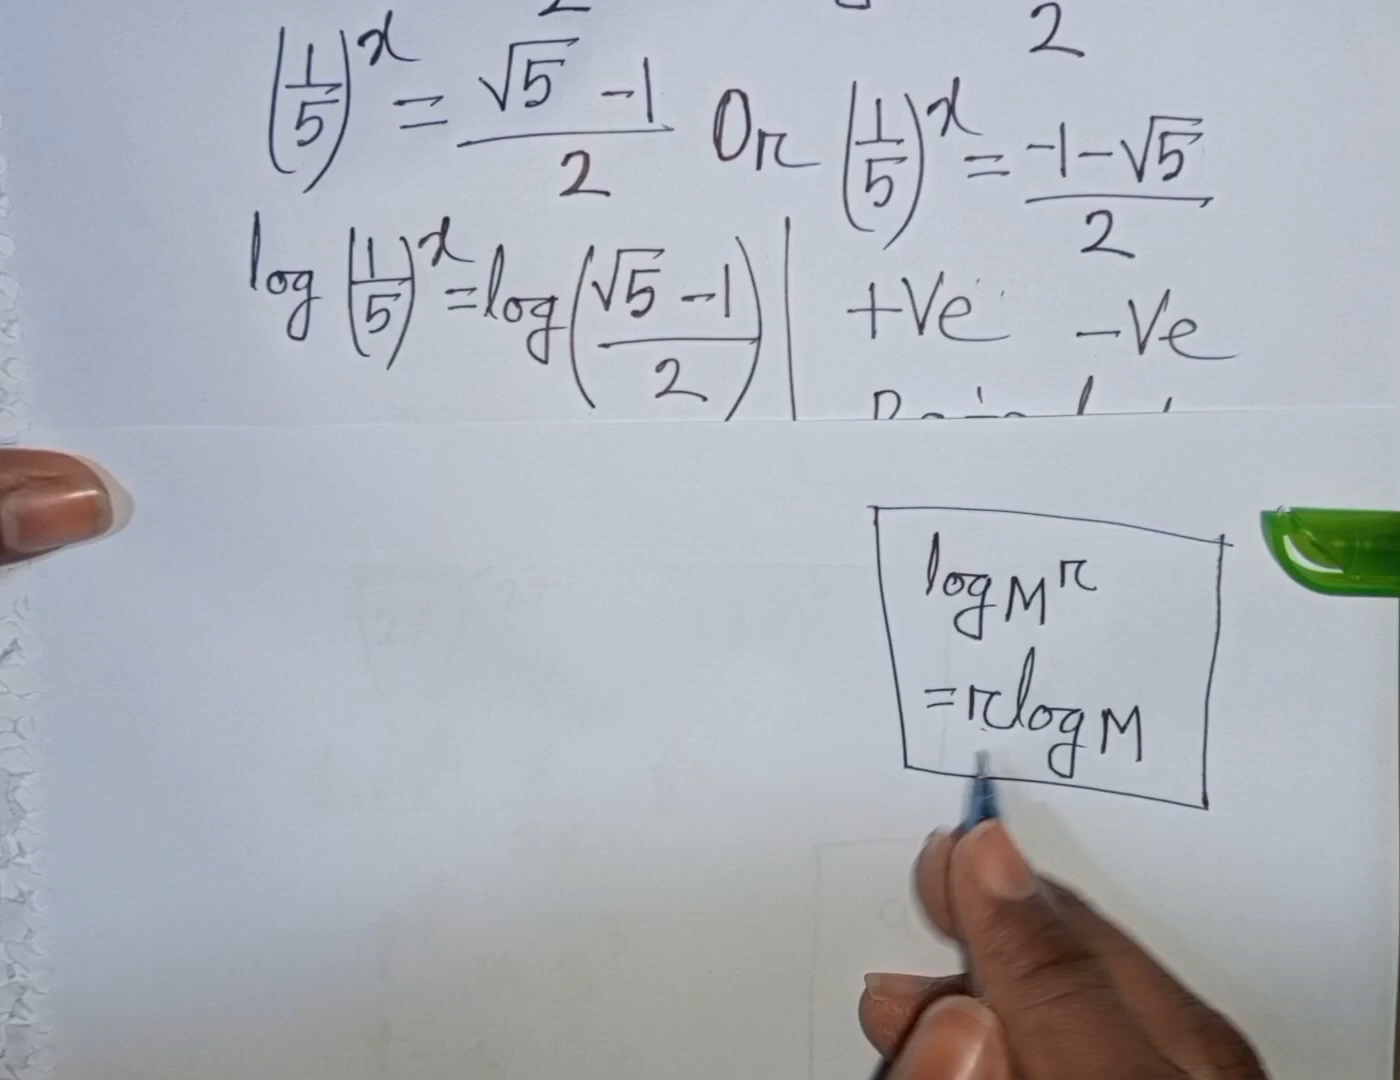 (1/5)^x = (√5 - 1)/2 Or (1/5)^x = (-1-√5)/2
log (1/5)^x = log((√5 - 1)/2) | +Ve -Ve
log M^r
= r log M